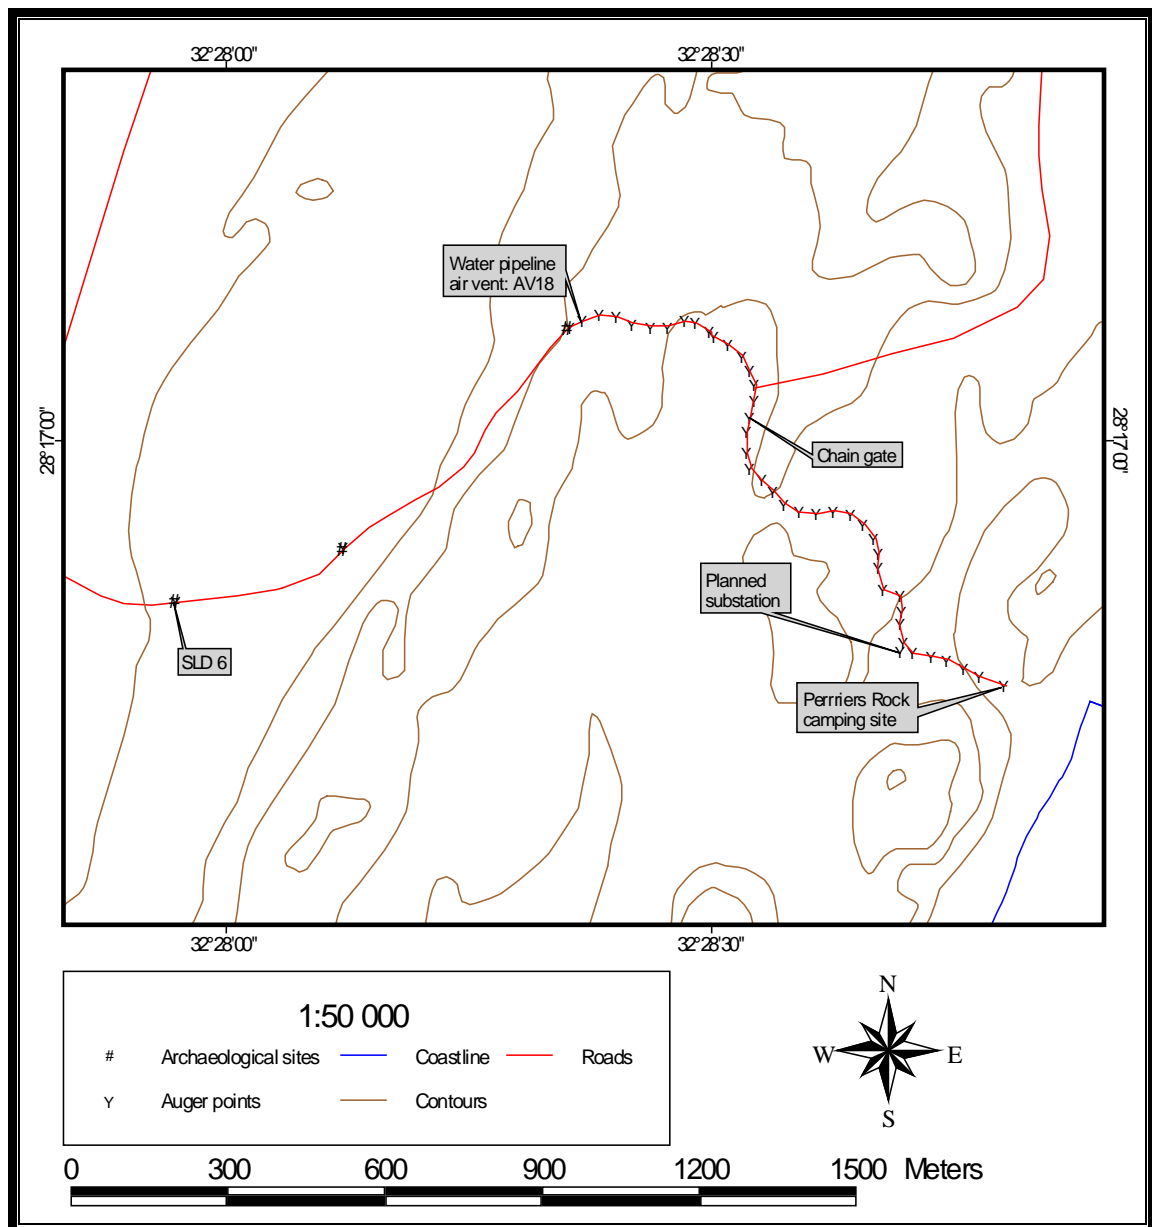 32°28'00" 32°28'30"
Water pipeline
air vent: AV18
28°17'00" 28°17'00"
Chain gate
Planned
substation
SLD 6
Perrriers Rock
camping site
32°28'00" 32°28'30"
1:50 000
# Archaeological sites Coastline Roads
Y Auger points Contours
N
W E
S
0 300 600 900 1200 1500 Meters